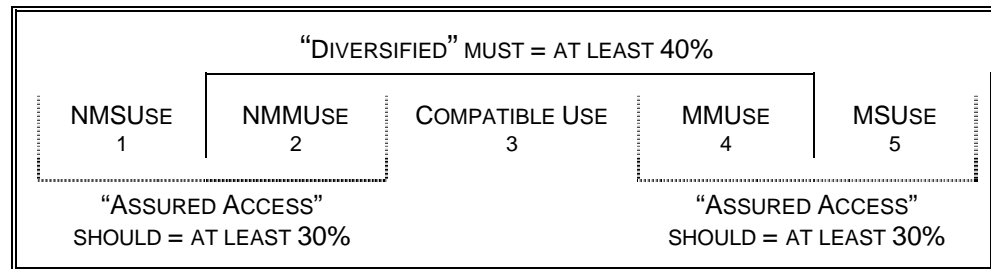 “DIVERSIFIED” MUST = AT LEAST 40%
NMSUSE NMMUSE COMPATIBLE USE MMUSE MSUSE
1 2 3 4 5
“ASSURED ACCESS” “ASSURED ACCESS”
SHOULD = AT LEAST 30% SHOULD = AT LEAST 30%